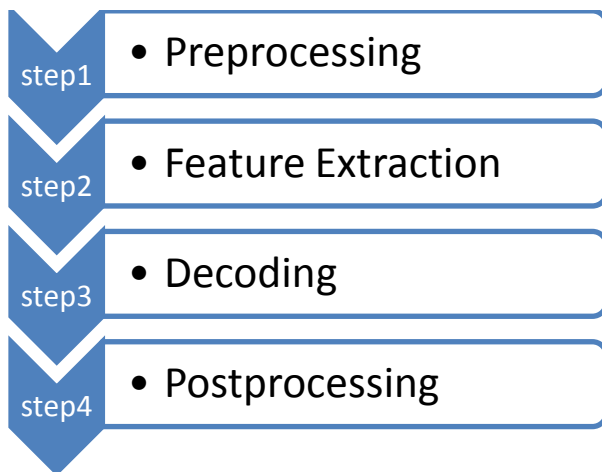 step1
• Preprocessing
step2
• Feature Extraction
step3
• Decoding
step4
• Postprocessing